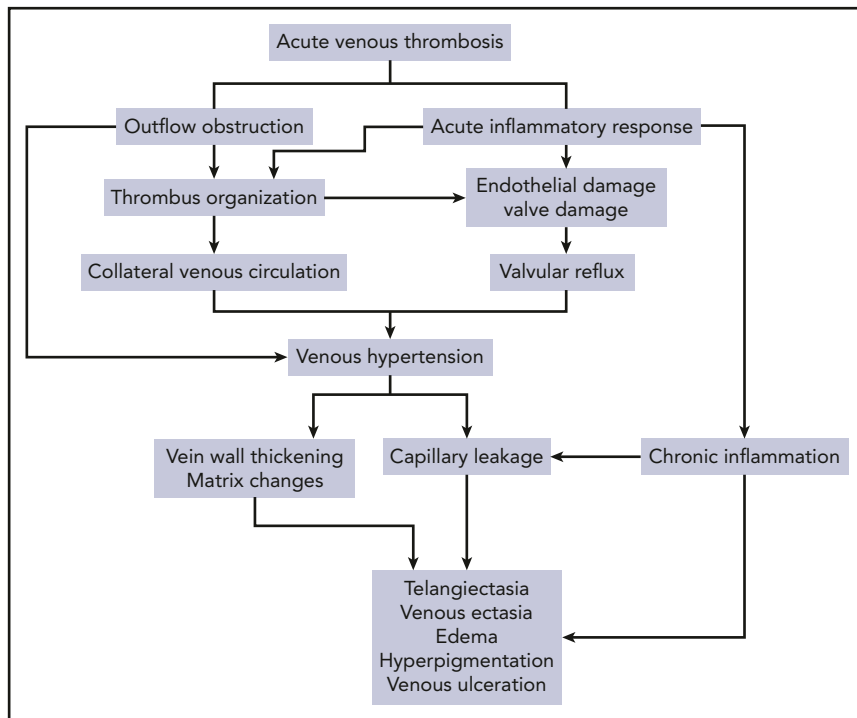 Acute venous thrombosis
Outflow obstruction
Acute inflammatory response
Thrombus organization
Endothelial damage
valve damage
Collateral venous circulation
Valvular reflux
Venous hypertension
Vein wall thickening
Matrix changes
Capillary leakage
Chronic inflammation
Telangiectasia
Venous ectasia
Edema
Hyperpigmentation
Venous ulceration